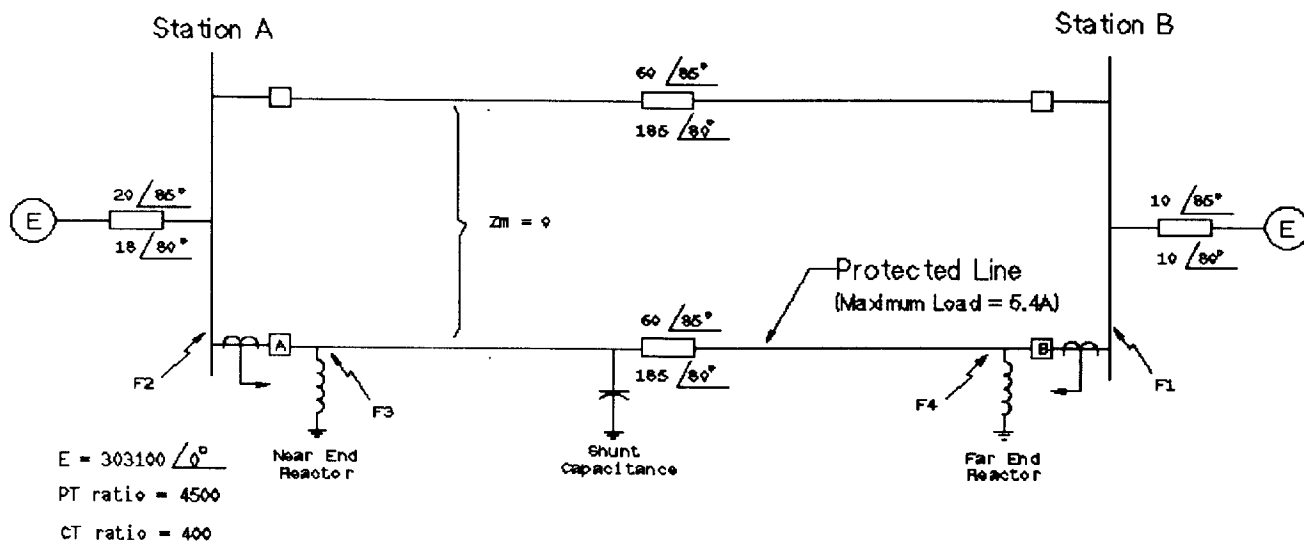 Station A
Station B
60 /85°
185 /80°
20 /85°
18 /80°
E
Zm = 0
10 /85°
10 /80°
E
Protected Line
(Maximum Load = 5.4A)
60 /85°
185 /80°
A
B
F2
F3
F4
F1
Near End
Reactor
Shunt
Capacitance
Far End
Reactor
E = 303100 /0°
PT ratio = 4500
CT ratio = 400